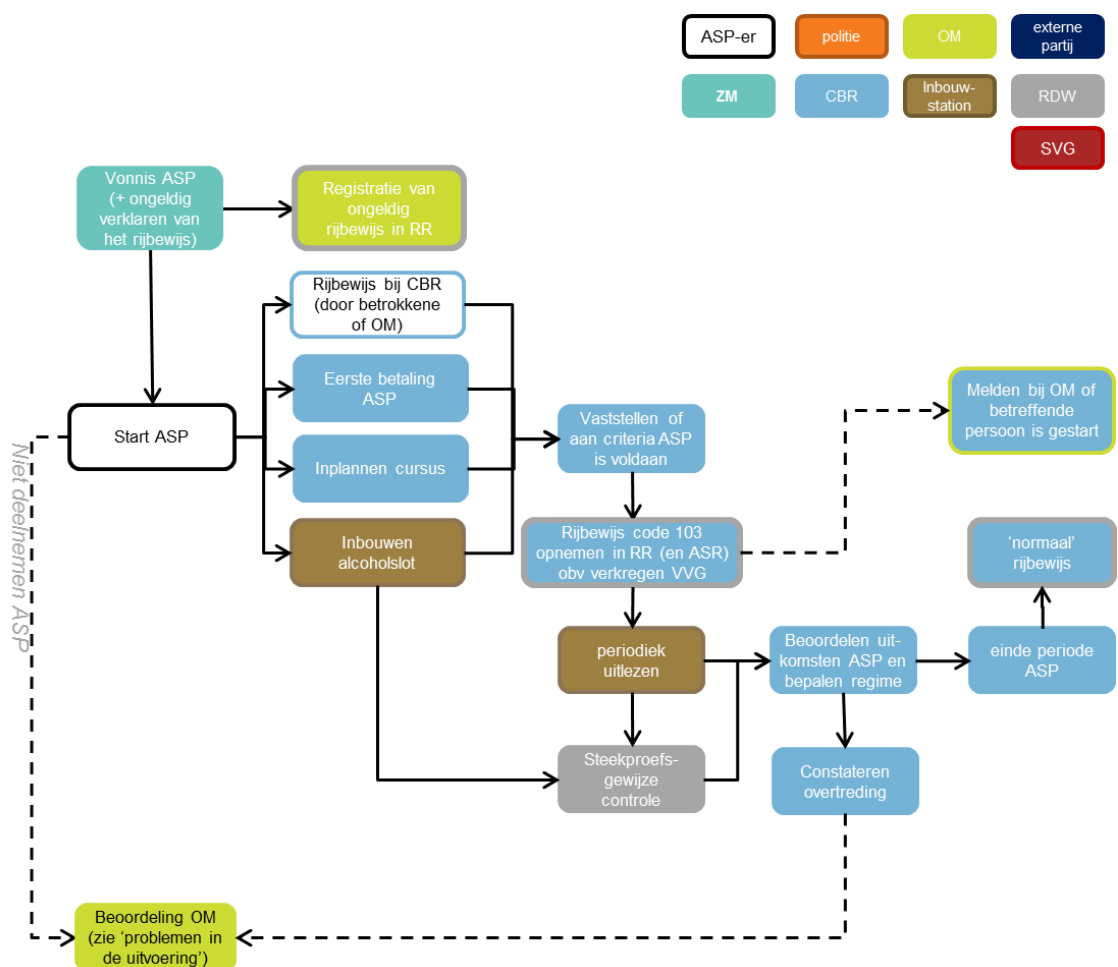 ASP-er
politie
OM
externe
partij
ZM
CBR
Inbouw-
station
RDW
SVG
Vonnis ASP
(+ ongeldig
verklaren van
het rijbewijs)
Registratie van
ongeldig
rijbewijs in RR
Rijbewijs bij CBR
(door betrokkene
of OM)
Eerste betaling
ASP
Start ASP
Inplannen cursus
Inbouwen
alcoholslot
Vaststellen of
aan criteria ASP
is voldaan
Melden bij OM of
betreffende
persoon is gestart
Rijbewijs code 103
opnemen in RR (en ASR)
obv verkregen VVG
'normaal'
rijbewijs
Niet deelnemen ASP
periodiek
uitlezen
Beoordelen uit-
komsten ASP en
bepalen regime
einde periode
ASP
Steekproefs-
gewijze
controle
Constateren
overtreding
Beoordeling OM
(zie 'problemen in
de uitvoering')